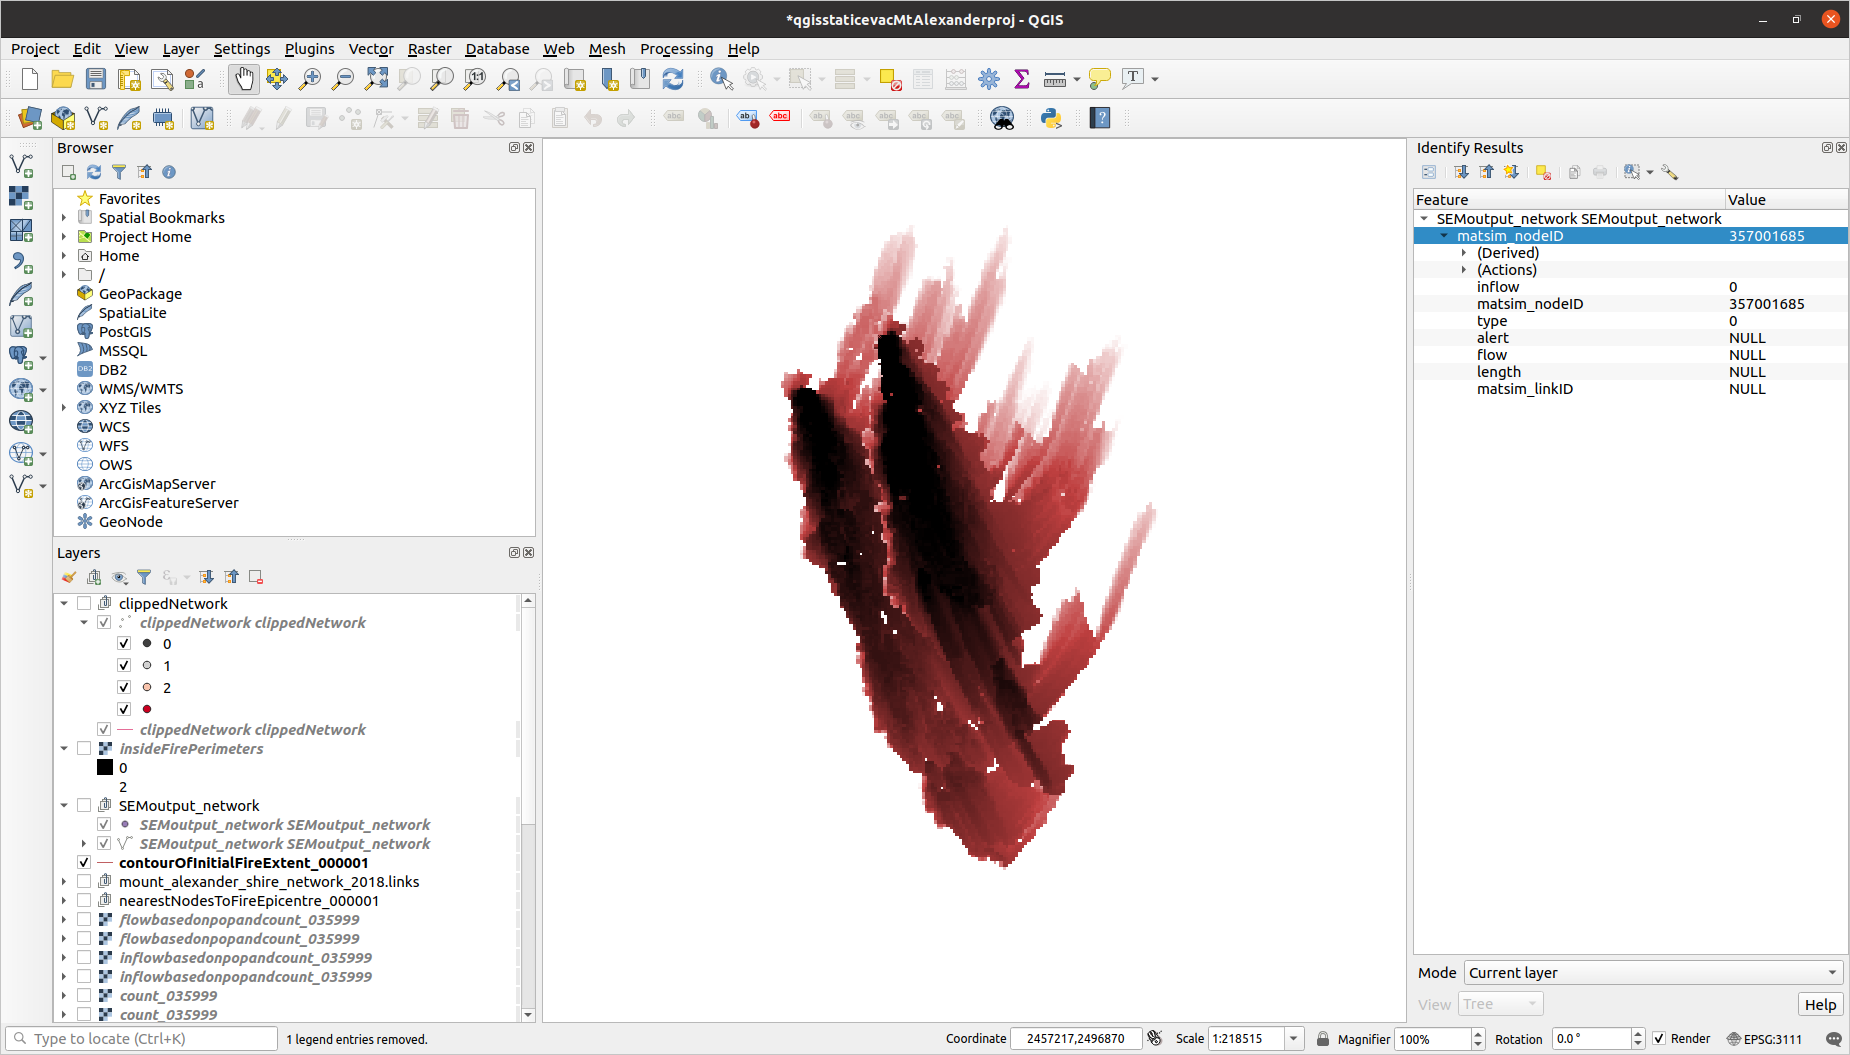 *qgisstaticevacMtAlexanderproj - QGIS
Project Edit View Layer Settings Plugins Vector Raster Database Web Mesh Processing Help
Browser
Favorites
Spatial Bookmarks
Project Home
Home
/
GeoPackage
SpatiaLite
PostGIS
MSSQL
DB2
WMS/WMTS
XYZ Tiles
WCS
WFS
OWS
ArcGisMapServer
ArcGisFeatureServer
GeoNode
Layers
clippedNetwork
clippedNetwork clippedNetwork
0
1
2
clippedNetwork clippedNetwork
insideFirePerimeters
0
2
SEMoutput_network
SEMoutput_network SEMoutput_network
SEMoutput_network SEMoutput_network
contourOfInitialFireExtent_000001
mount_alexander_shire_network_2018.links
nearestNodesToFireEpicentre_000001
flowbasedonpopandcount_035999
flowbasedonpopandcount_035999
inflowbasedonpopandcount_035999
inflowbasedonpopandcount_035999
count_035999
count_035999
Identify Results
Feature Value
SEMoutput_network SEMoutput_network
matsim_nodeID 357001685
(Derived)
(Actions)
inflow 0
matsim_nodeID 357001685
type 0
alert NULL
flow NULL
length NULL
matsim_linkID NULL
Mode Current layer
View Tree Help
Type to locate (Ctrl+K) 1 legend entries removed. Coordinate 2457217,2496870 Scale 1:218515 Magnifier 100% Rotation 0.0 ° Render EPSG:3111